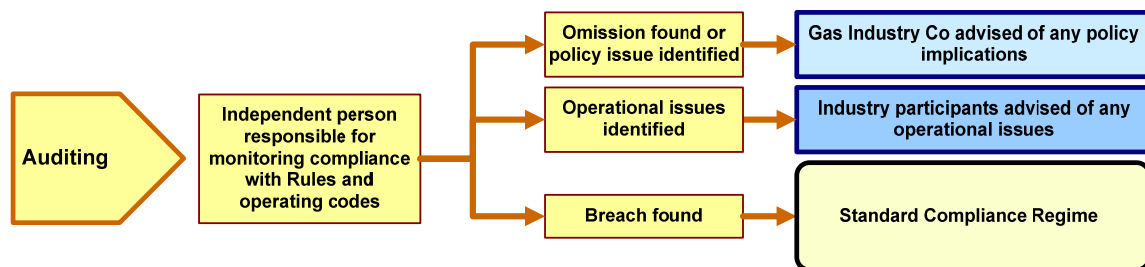 Auditing
Independent person
responsible for
monitoring compliance
with Rules and
operating codes
Omission found or
policy issue identified
Gas Industry Co advised of any policy
implications
Operational issues
identified
Industry participants advised of any
operational issues
Breach found
Standard Compliance Regime